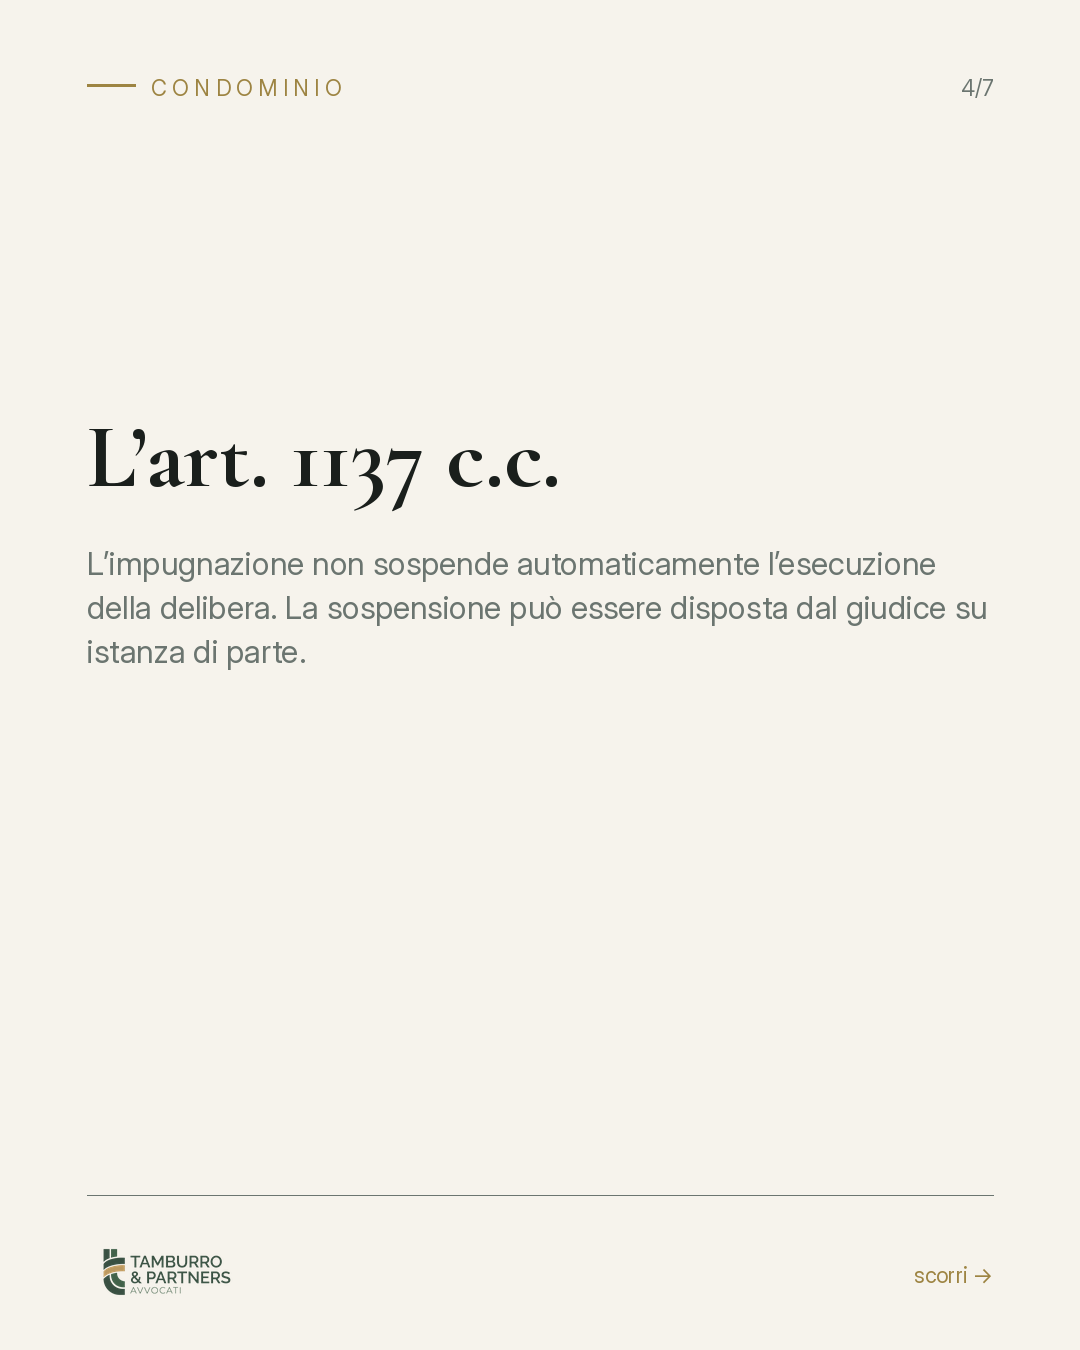 CONDOMINIO
4/7
L’art. 1137 c.c.
L’impugnazione non sospende automaticamente l’esecuzione
della delibera. La sospensione può essere disposta dal giudice su
istanza di parte.
TAMBURRO
& PARTNERS
AVVOCATI
scorri →